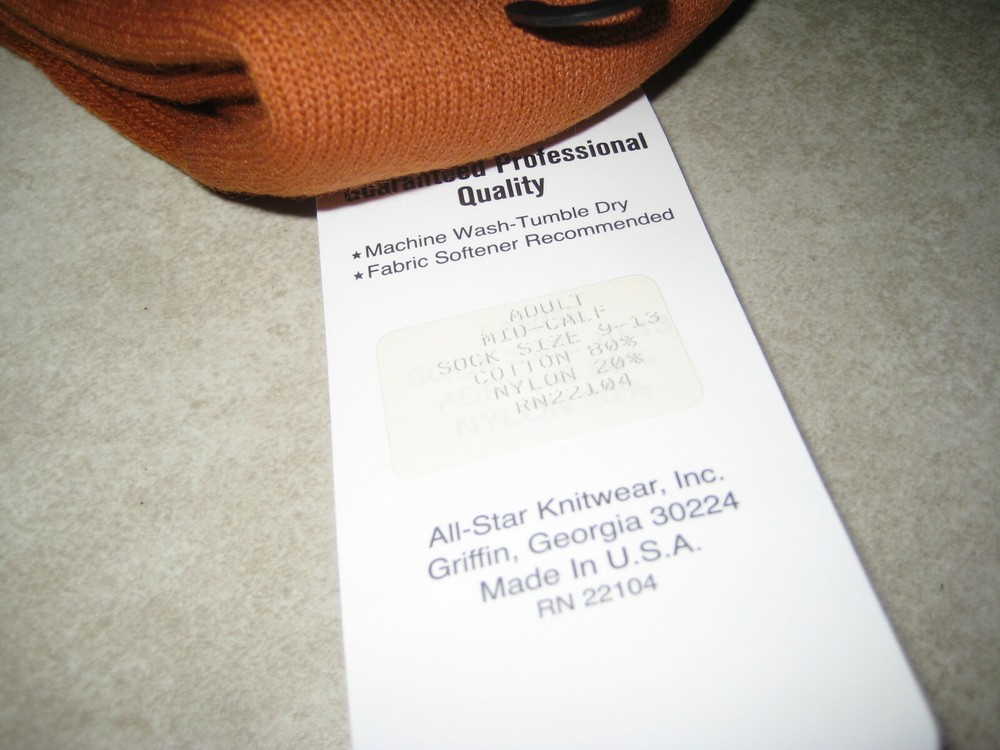 Guaranteed Professional
Quality
★Machine Wash-Tumble Dry
★Fabric Softener Recommended
ADULT
MID-CALF
SOCK SIZE 9-13
COTTON 80%
NYLON 20%
RN22104
All-Star Knitwear, Inc.
Griffin, Georgia 30224
Made In U.S.A.
RN 22104